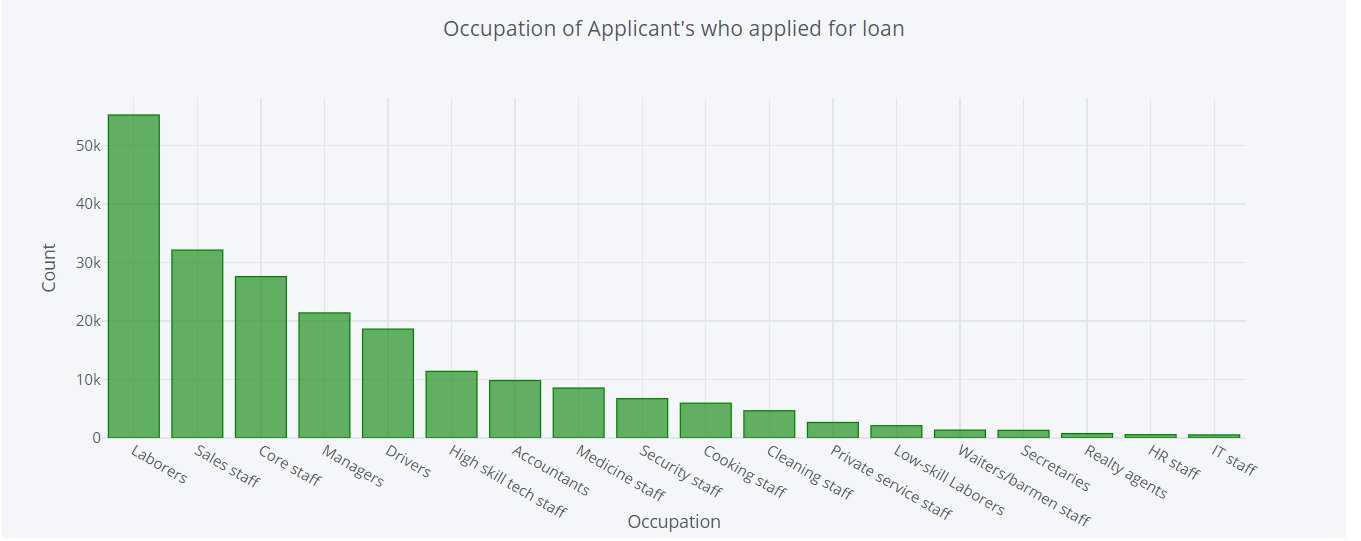 Occupation of Applicant's who applied for loan
50k
40k
30k
20k
10k
0
Count
Laborers
Sales staff
Core staff
Managers
Drivers
High skill tech staff
Accountants
Medicine staff
Security staff
Cooking staff
Cleaning staff
Private service staff
Low-skill Laborers
Waiters/barmen staff
Secretaries
Realty agents
HR staff
IT staff
Occupation